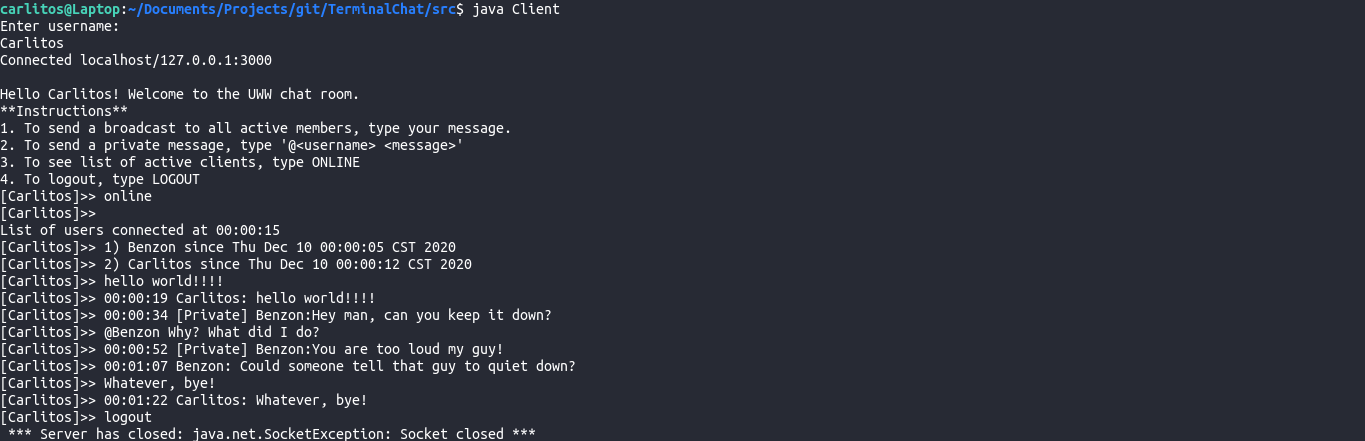 carlitos@Laptop:~/Documents/Projects/git/TerminalChat/src$ java Client
Enter username:
Carlitos
Connected localhost/127.0.0.1:3000
Hello Carlitos! Welcome to the UWW chat room.
**Instructions**
1. To send a broadcast to all active members, type your message.
2. To send a private message, type '@<username> <message>'
3. To see list of active clients, type ONLINE
4. To logout, type LOGOUT
[Carlitos]>> online
[Carlitos]>>
List of users connected at 00:00:15
[Carlitos]>> 1) Benzon since Thu Dec 10 00:00:05 CST 2020
[Carlitos]>> 2) Carlitos since Thu Dec 10 00:00:12 CST 2020
[Carlitos]>> hello world!!!!
[Carlitos]>> 00:00:19 Carlitos: hello world!!!!
[Carlitos]>> 00:00:34 [Private] Benzon:Hey man, can you keep it down?
[Carlitos]>> @Benzon Why? What did I do?
[Carlitos]>> 00:00:52 [Private] Benzon:You are too loud my guy!
[Carlitos]>> 00:01:07 Benzon: Could someone tell that guy to quiet down?
[Carlitos]>> Whatever, bye!
[Carlitos]>> 00:01:22 Carlitos: Whatever, bye!
[Carlitos]>> logout
*** Server has closed: java.net.SocketException: Socket closed ***